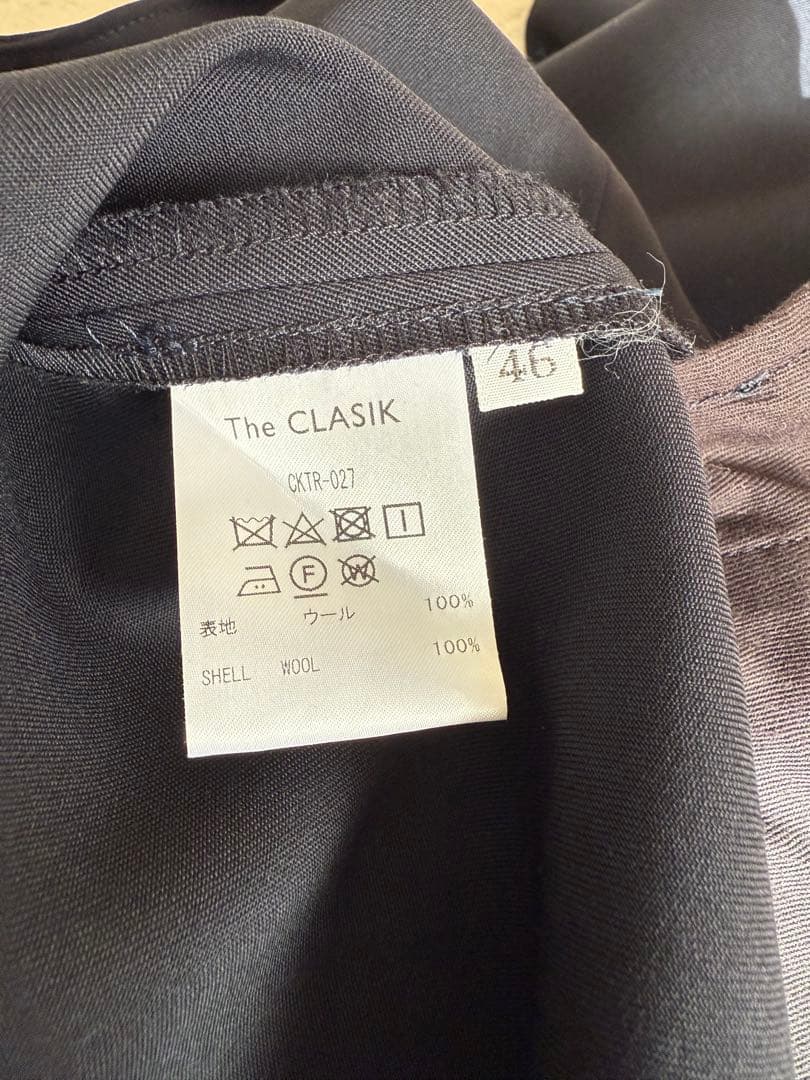 46
The CLASIK
CKTR-027
F W
表地 ウール 100%
SHELL WOOL 100%